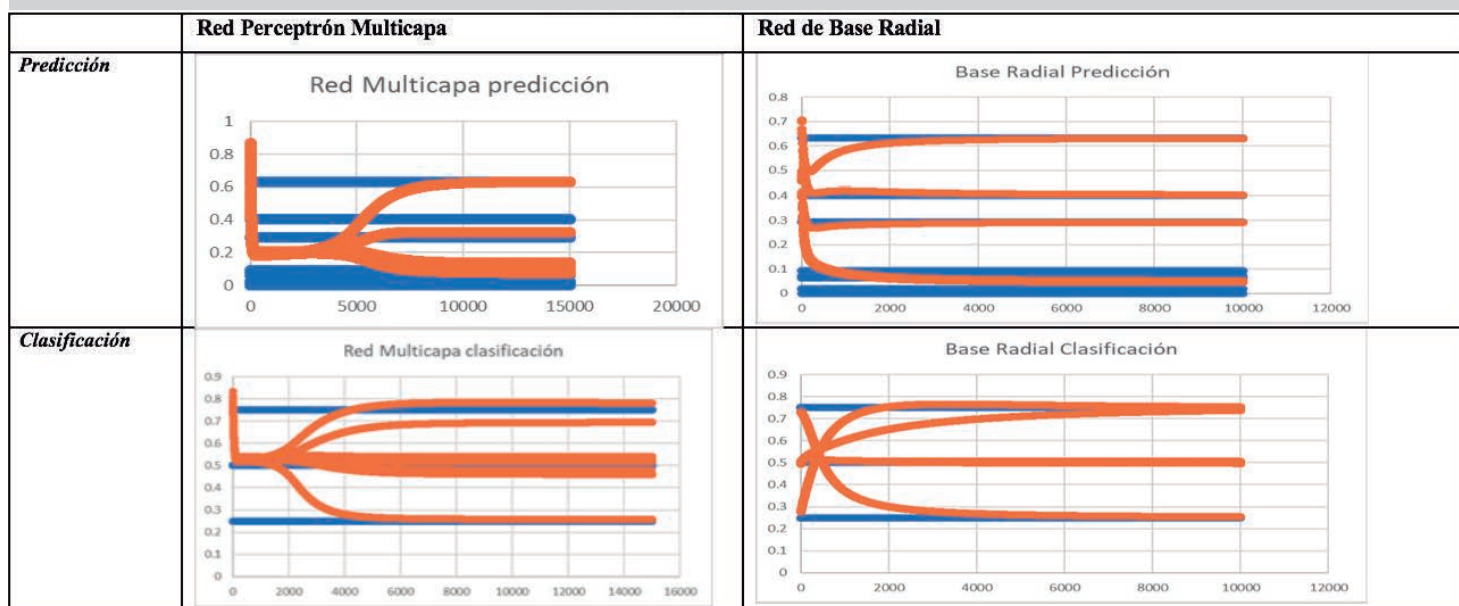 Red Perceptrón Multicapa
Red de Base Radial
Predicción
Red Multicapa predicción
1
0.8
0.6
0.4
0.2
0
0 5000 10000 15000 20000
Base Radial Predicción
0.8
0.7
0.6
0.5
0.4
0.3
0.2
0.1
0
0 2000 4000 6000 8000 10000 12000
Clasificación
Red Multicapa clasificación
0.9
0.8
0.7
0.6
0.5
0.4
0.3
0.2
0.1
0
0 2000 4000 6000 8000 10000 12000 14000 16000
Base Radial Clasificación
0.9
0.8
0.7
0.6
0.5
0.4
0.3
0.2
0.1
0
0 2000 4000 6000 8000 10000 12000